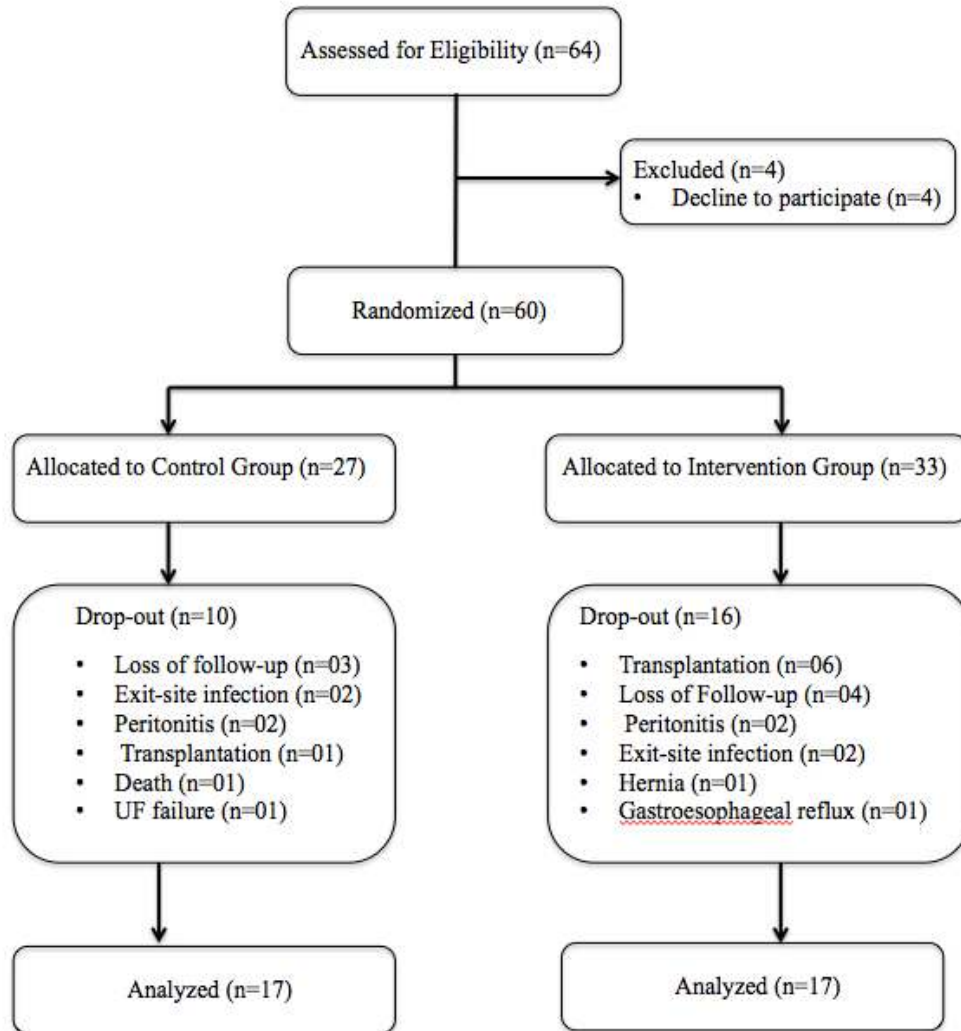 Assessed for Eligibility (n=64)
Excluded (n=4)
• Decline to participate (n=4)
Randomized (n=60)
Allocated to Control Group (n=27)
Allocated to Intervention Group (n=33)
Drop-out (n=10)
• Loss of follow-up (n=03)
• Exit-site infection (n=02)
• Peritonitis (n=02)
• Transplantation (n=01)
• Death (n=01)
• UF failure (n=01)
Drop-out (n=16)
• Transplantation (n=06)
• Loss of Follow-up (n=04)
• Peritonitis (n=02)
• Exit-site infection (n=02)
• Hernia (n=01)
• Gastroesophageal reflux (n=01)
Analyzed (n=17)
Analyzed (n=17)